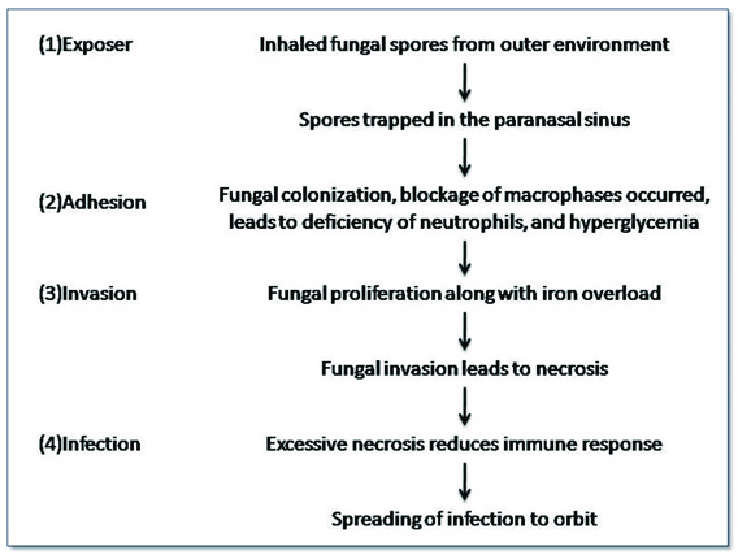 (1)Exposer
Inhaled fungal spores from outer environment
Spores trapped in the paranasal sinus
(2)Adhesion
Fungal colonization, blockage of macrophases occurred,
leads to deficiency of neutrophils, and hyperglycemia
(3)Invasion
Fungal proliferation along with iron overload
Fungal invasion leads to necrosis
(4)Infection
Excessive necrosis reduces immune response
Spreading of infection to orbit